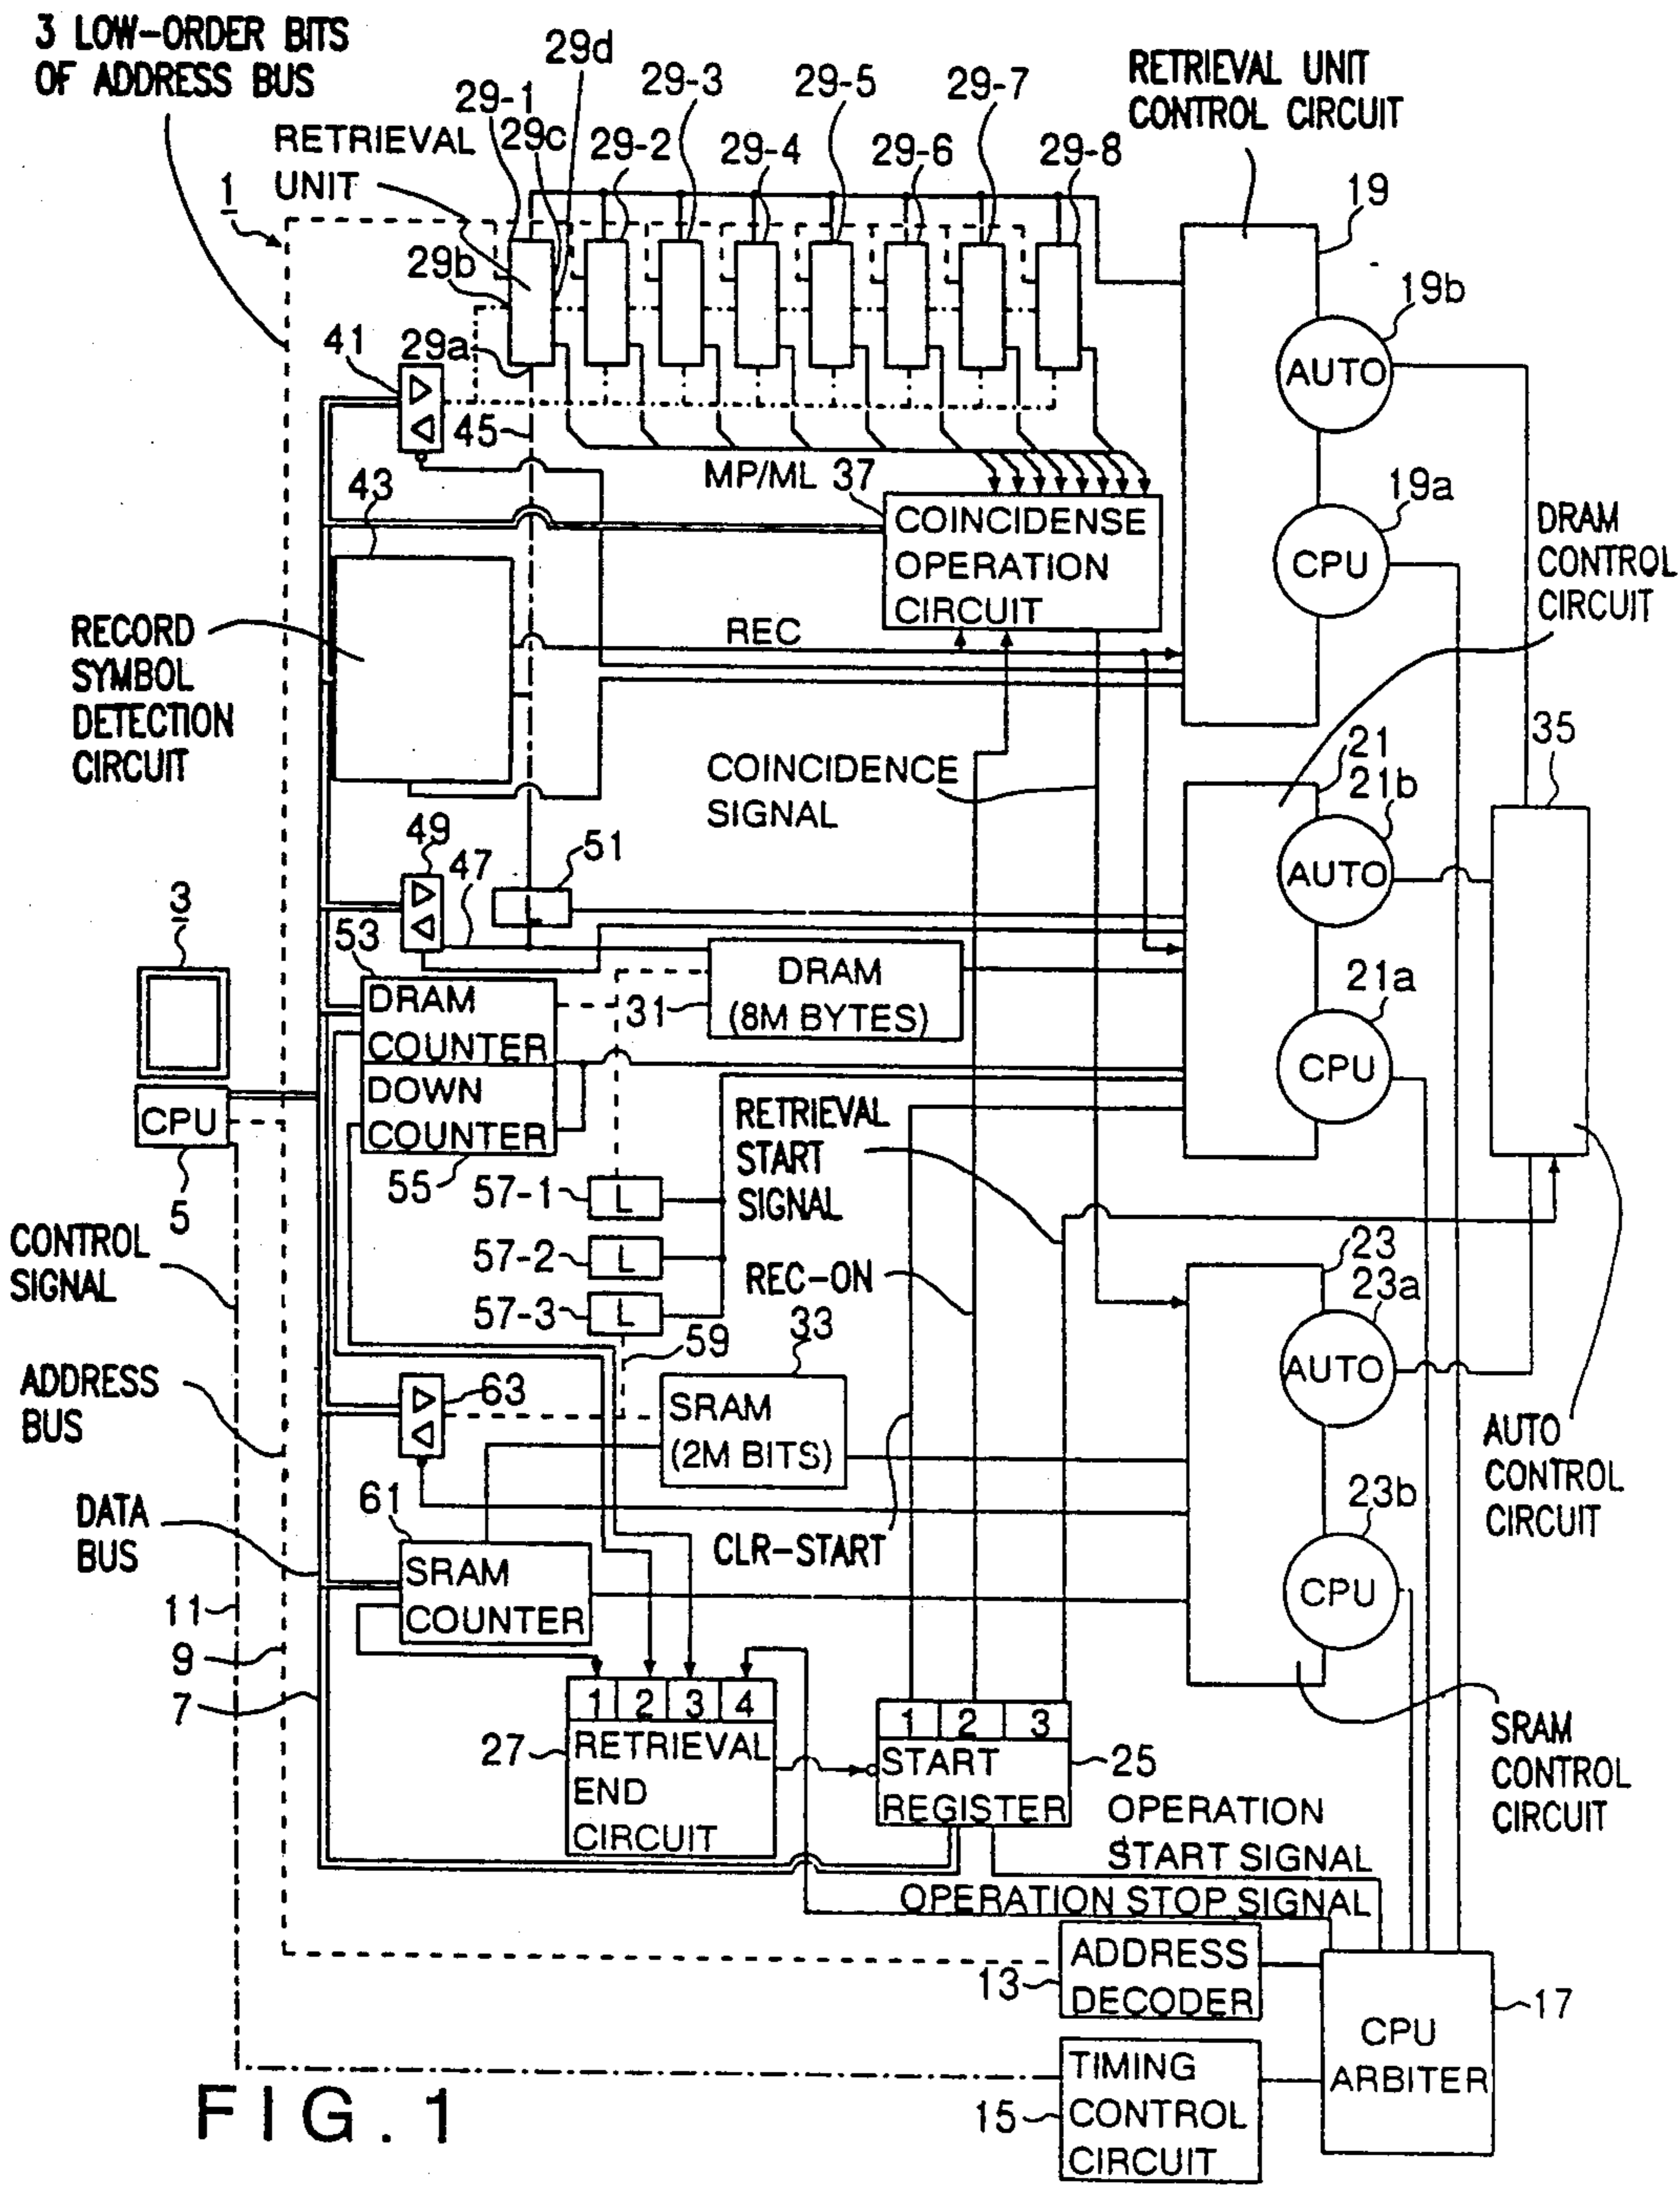 3 LOW-ORDER BITS
OF ADDRESS BUS
29d
29-1
29-3
29-5
29-7
RETRIEVAL UNIT
CONTROL CIRCUIT
RETRIEVAL
UNIT
29c
29-2
29-4
29-6
29-8
1
19
29b
19b
41
29a
AUTO
45
MP/ML
37
43
19a
COINCIDENSE
OPERATION
CIRCUIT
CPU
DRAM
CONTROL
CIRCUIT
RECORD
SYMBOL
DETECTION
CIRCUIT
REC
COINCIDENCE
SIGNAL
21
21b
35
49
47
51
AUTO
3
53
DRAM
COUNTER
31
DRAM
(8M BYTES)
21a
CPU
DOWN
COUNTER
CPU
5
55
RETRIEVAL
START
SIGNAL
57-1
L
57-2
L
57-3
L
CONTROL
SIGNAL
REC-ON
23
23a
59
33
AUTO
ADDRESS
BUS
63
SRAM
(2M BITS)
AUTO
CONTROL
CIRCUIT
DATA
BUS
61
SRAM
COUNTER
CLR-START
23b
CPU
11
9
7
1 2 3 4
27
RETRIEVAL
END
CIRCUIT
1 2 3
START
REGISTER
25
SRAM
CONTROL
CIRCUIT
OPERATION
START SIGNAL
OPERATION STOP SIGNAL
13
ADDRESS
DECODER
17
CPU
ARBITER
15
TIMING
CONTROL
CIRCUIT
FIG.1